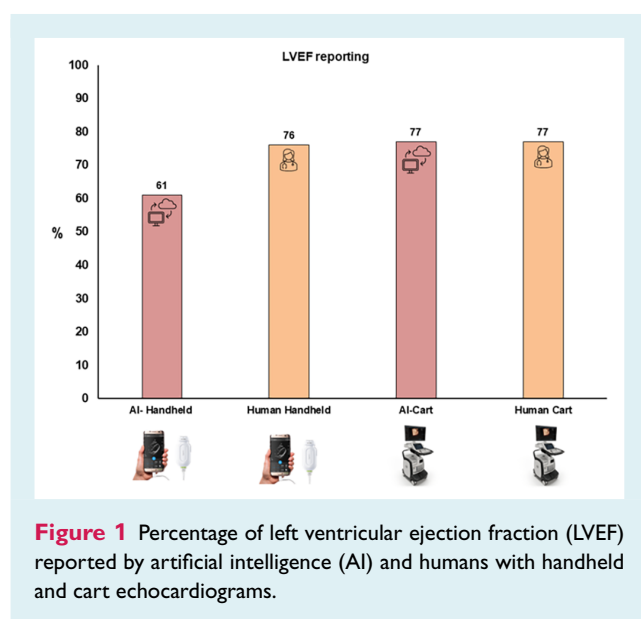 LVEF reporting
100
90
80
70
60
50
40
30
20
10
0
%
61
76
77
77
AI- Handheld
Human Handheld
AI-Cart
Human Cart
Figure 1 Percentage of left ventricular ejection fraction (LVEF)
reported by artificial intelligence (AI) and humans with handheld
and cart echocardiograms.